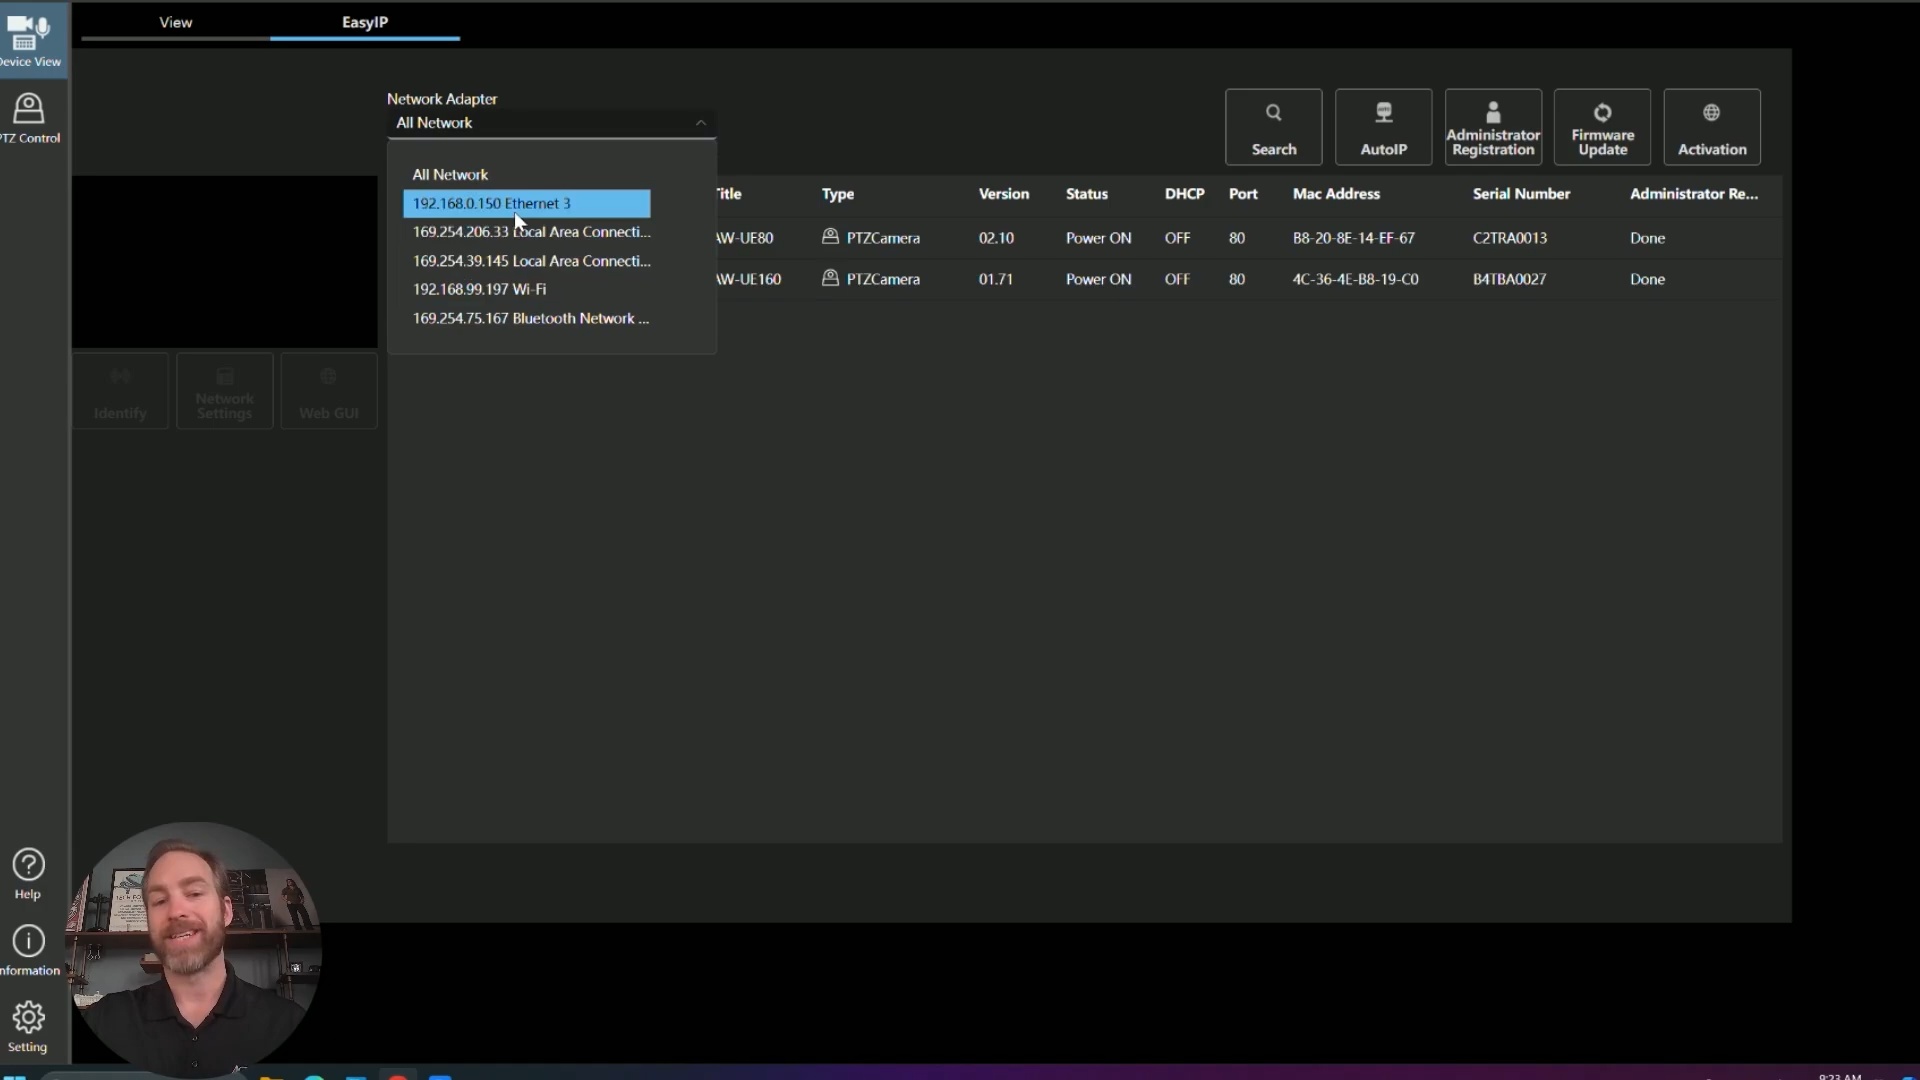 View
EasyIP
Device View
PTZ Control
Network Adapter
All Network
All Network
192.168.0.150 Ethernet 3
169.254.206.33 Local Area Connecti...
169.254.39.145 Local Area Connecti...
192.168.99.197 Wi-Fi
169.254.75.167 Bluetooth Network ...
Search
AutoIP
Administrator
Registration
Firmware
Update
Activation
Title Type Version Status DHCP Port Mac Address Serial Number Administrator Re...
AW-UE80 PTZCamera 02.10 Power ON OFF 80 B8-20-8E-14-EF-67 C2TRA0013 Done
AW-UE160 PTZCamera 01.71 Power ON OFF 80 4C-36-4E-B8-19-C0 B4TBA0027 Done
Identify
Network
Settings
Web GUI
Help
Information
Setting
9:23 AM